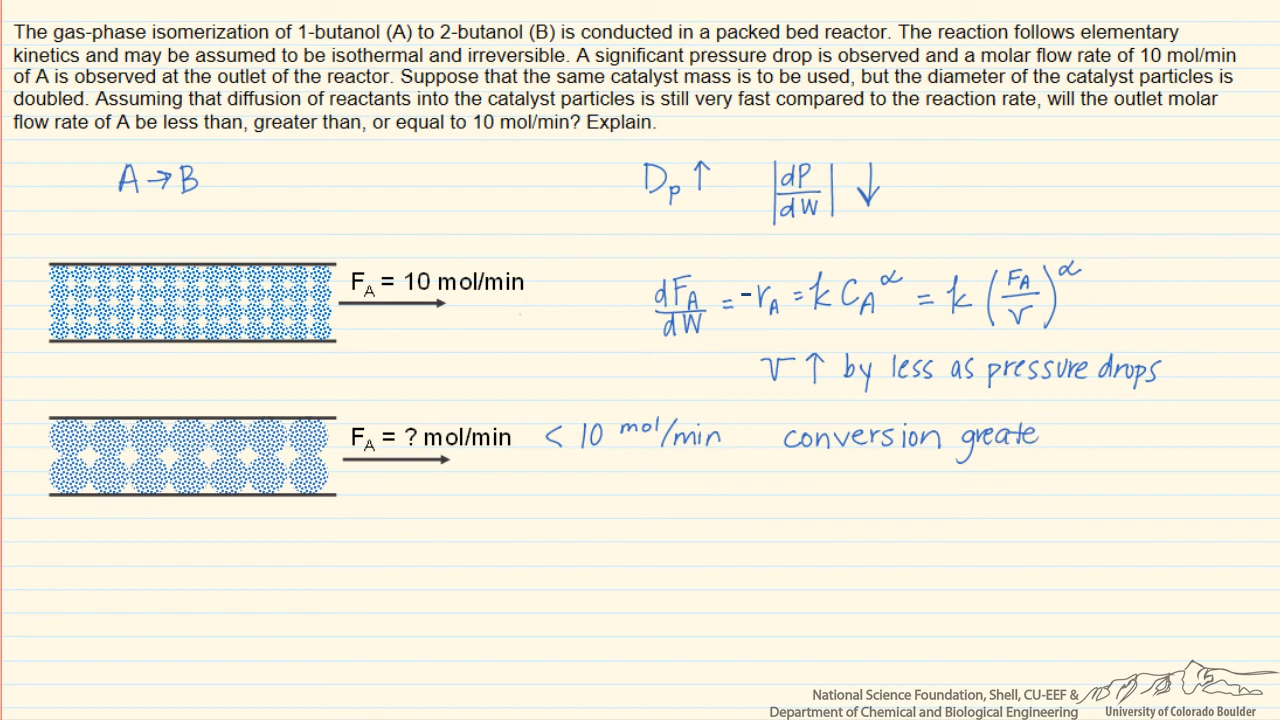 The gas-phase isomerization of 1-butanol (A) to 2-butanol (B) is conducted in a packed bed reactor. The reaction follows elementary
kinetics and may be assumed to be isothermal and irreversible. A significant pressure drop is observed and a molar flow rate of 10 mol/min
of A is observed at the outlet of the reactor. Suppose that the same catalyst mass is to be used, but the diameter of the catalyst particles is
doubled. Assuming that diffusion of reactants into the catalyst particles is still very fast compared to the reaction rate, will the outlet molar
flow rate of A be less than, greater than, or equal to 10 mol/min? Explain.
A → B
D_p ↑ |dP/dW| ↓
F_A = 10 mol/min
dF_A/dW = -r_A = k C_A^α = k (F_A/v)^α
v ↑ by less as pressure drops
F_A = ? mol/min < 10 mol/min conversion greate
National Science Foundation, Shell, CU-EEF &
Department of Chemical and Biological Engineering
University of Colorado Boulder